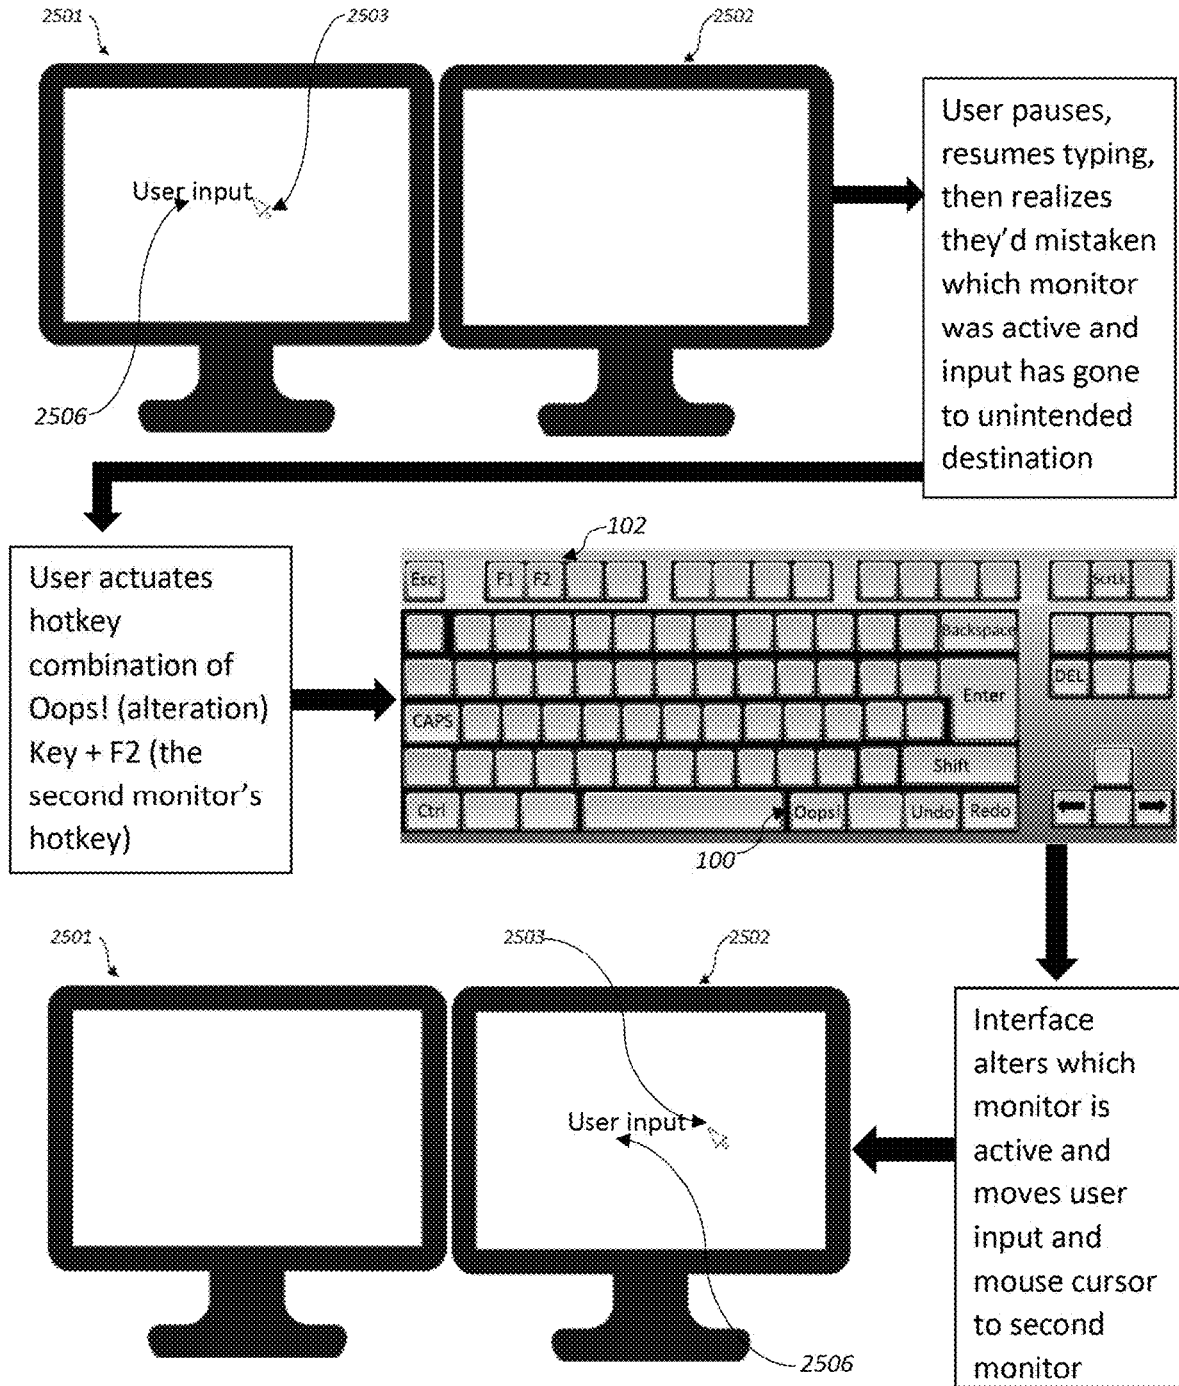 2501
2503
2502
User input
2506
User pauses,
resumes typing,
then realizes
they'd mistaken
which monitor
was active and
input has gone
to unintended
destination
User actuates
hotkey
combination of
Oops! (alteration)
Key + F2 (the
second monitor's
hotkey)
102
Esc
F1
F2
Backspace
DEL
Enter
CAPS
Shift
Ctrl
Oops!
Undo
Redo
100
2501
2503
2502
User input
2506
Interface
alters which
monitor is
active and
moves user
input and
mouse cursor
to second
monitor